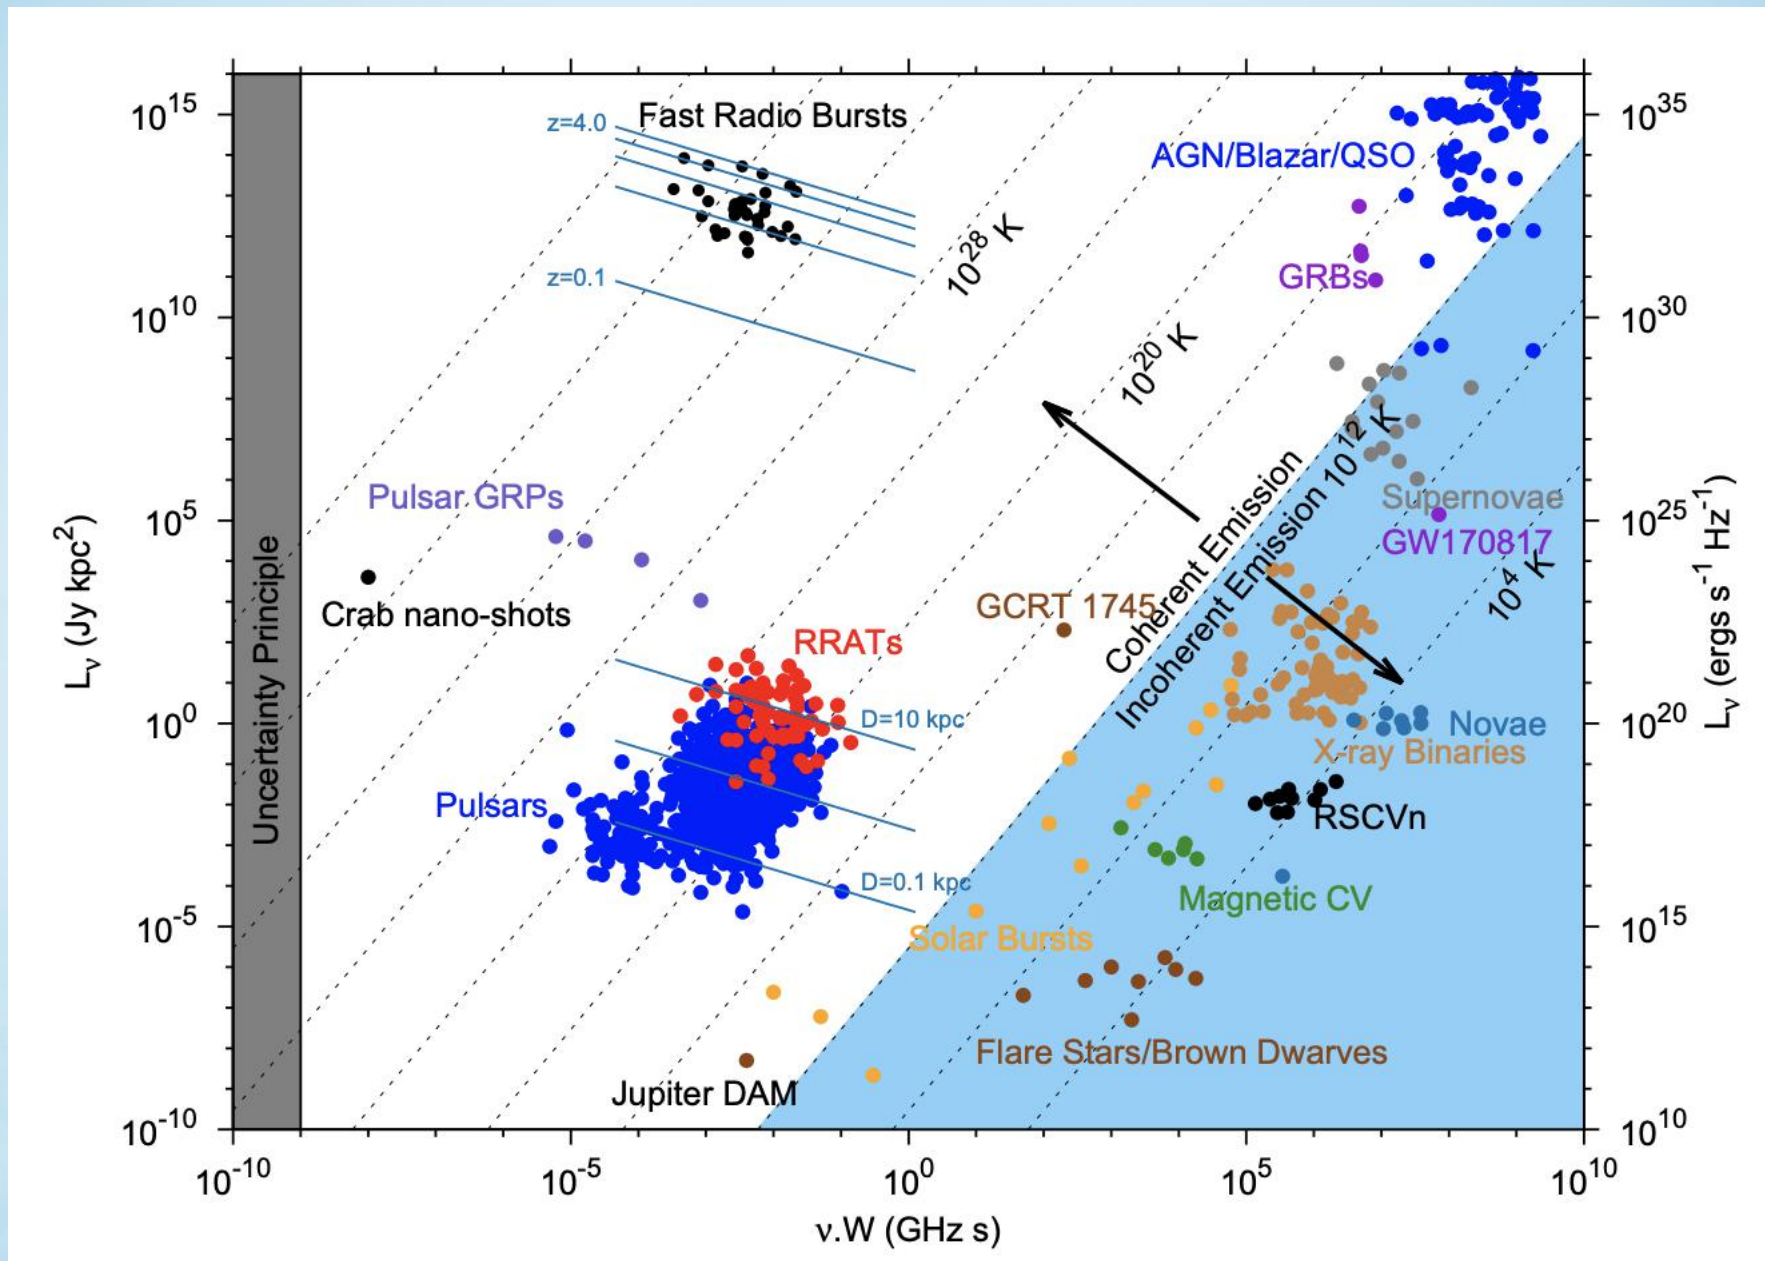 Fast Radio Bursts
z=4.0
AGN/Blazar/QSO
10^28 K
z=0.1
GRBs
10^20 K
10^12 K
Coherent Emission
Incoherent Emission
Supernovae
GW170817
10^4 K
Pulsar GRPs
Crab nano-shots
GCRT 1745
RRATs
D=10 kpc
Novae
X-ray Binaries
Pulsars
RSCVn
D=0.1 kpc
Magnetic CV
Solar Bursts
Flare Stars/Brown Dwarves
Jupiter DAM
Uncertainty Principle
L_ν (Jy kpc^2)
10^15
10^10
10^5
10^0
10^-5
10^-10
L_ν (ergs s^-1 Hz^-1)
10^35
10^30
10^25
10^20
10^15
10^10
10^-10
10^-5
10^0
10^5
10^10
ν.W (GHz s)